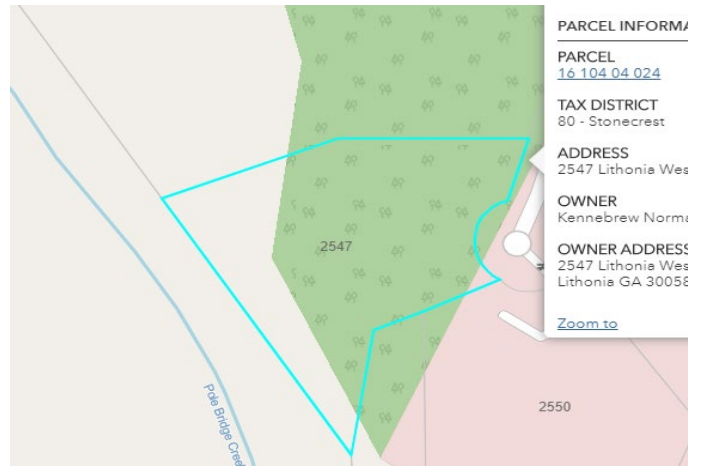 PARCEL INFORMA
PARCEL
16 104 04 024
TAX DISTRICT
80 - Stonecrest
ADDRESS
2547 Lithonia Wes
OWNER
Kennebrew Norma
OWNER ADDRESS
2547 Lithonia Wes
Lithonia GA 30058
Zoom to
2547
2550
Pole Bridge Cree